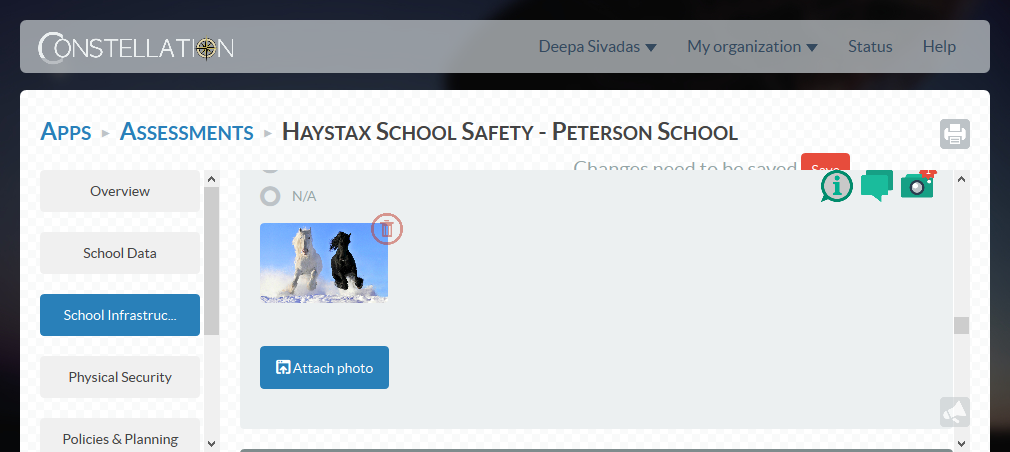 CONSTELLATION
Deepa Sivadas My organization Status Help
APPS ASSESSMENTS HAYSTAX SCHOOL SAFETY - PETERSON SCHOOL
Changes need to be saved Save
Overview
N/A
School Data
School Infrastruc...
Attach photo
Physical Security
Policies & Planning